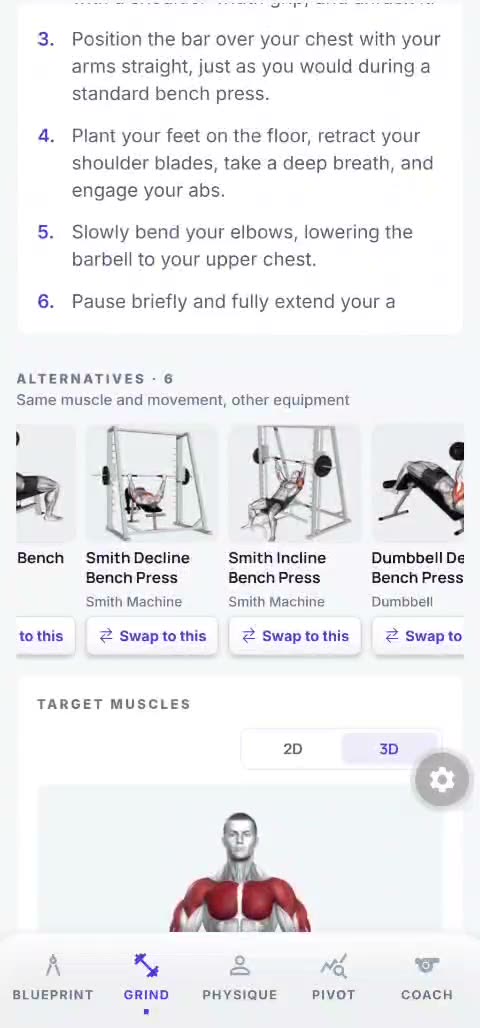 3. Position the bar over your chest with your
arms straight, just as you would during a
standard bench press.
4. Plant your feet on the floor, retract your
shoulder blades, take a deep breath, and
engage your abs.
5. Slowly bend your elbows, lowering the
barbell to your upper chest.
6. Pause briefly and fully extend your a
ALTERNATIVES · 6
Same muscle and movement, other equipment
Bench
Smith Decline
Bench Press
Smith Machine
Smith Incline
Bench Press
Smith Machine
Dumbbell De
Bench Press
Dumbbell
to this
Swap to this
Swap to this
Swap to
TARGET MUSCLES
2D
3D
BLUEPRINT
GRIND
PHYSIQUE
PIVOT
COACH